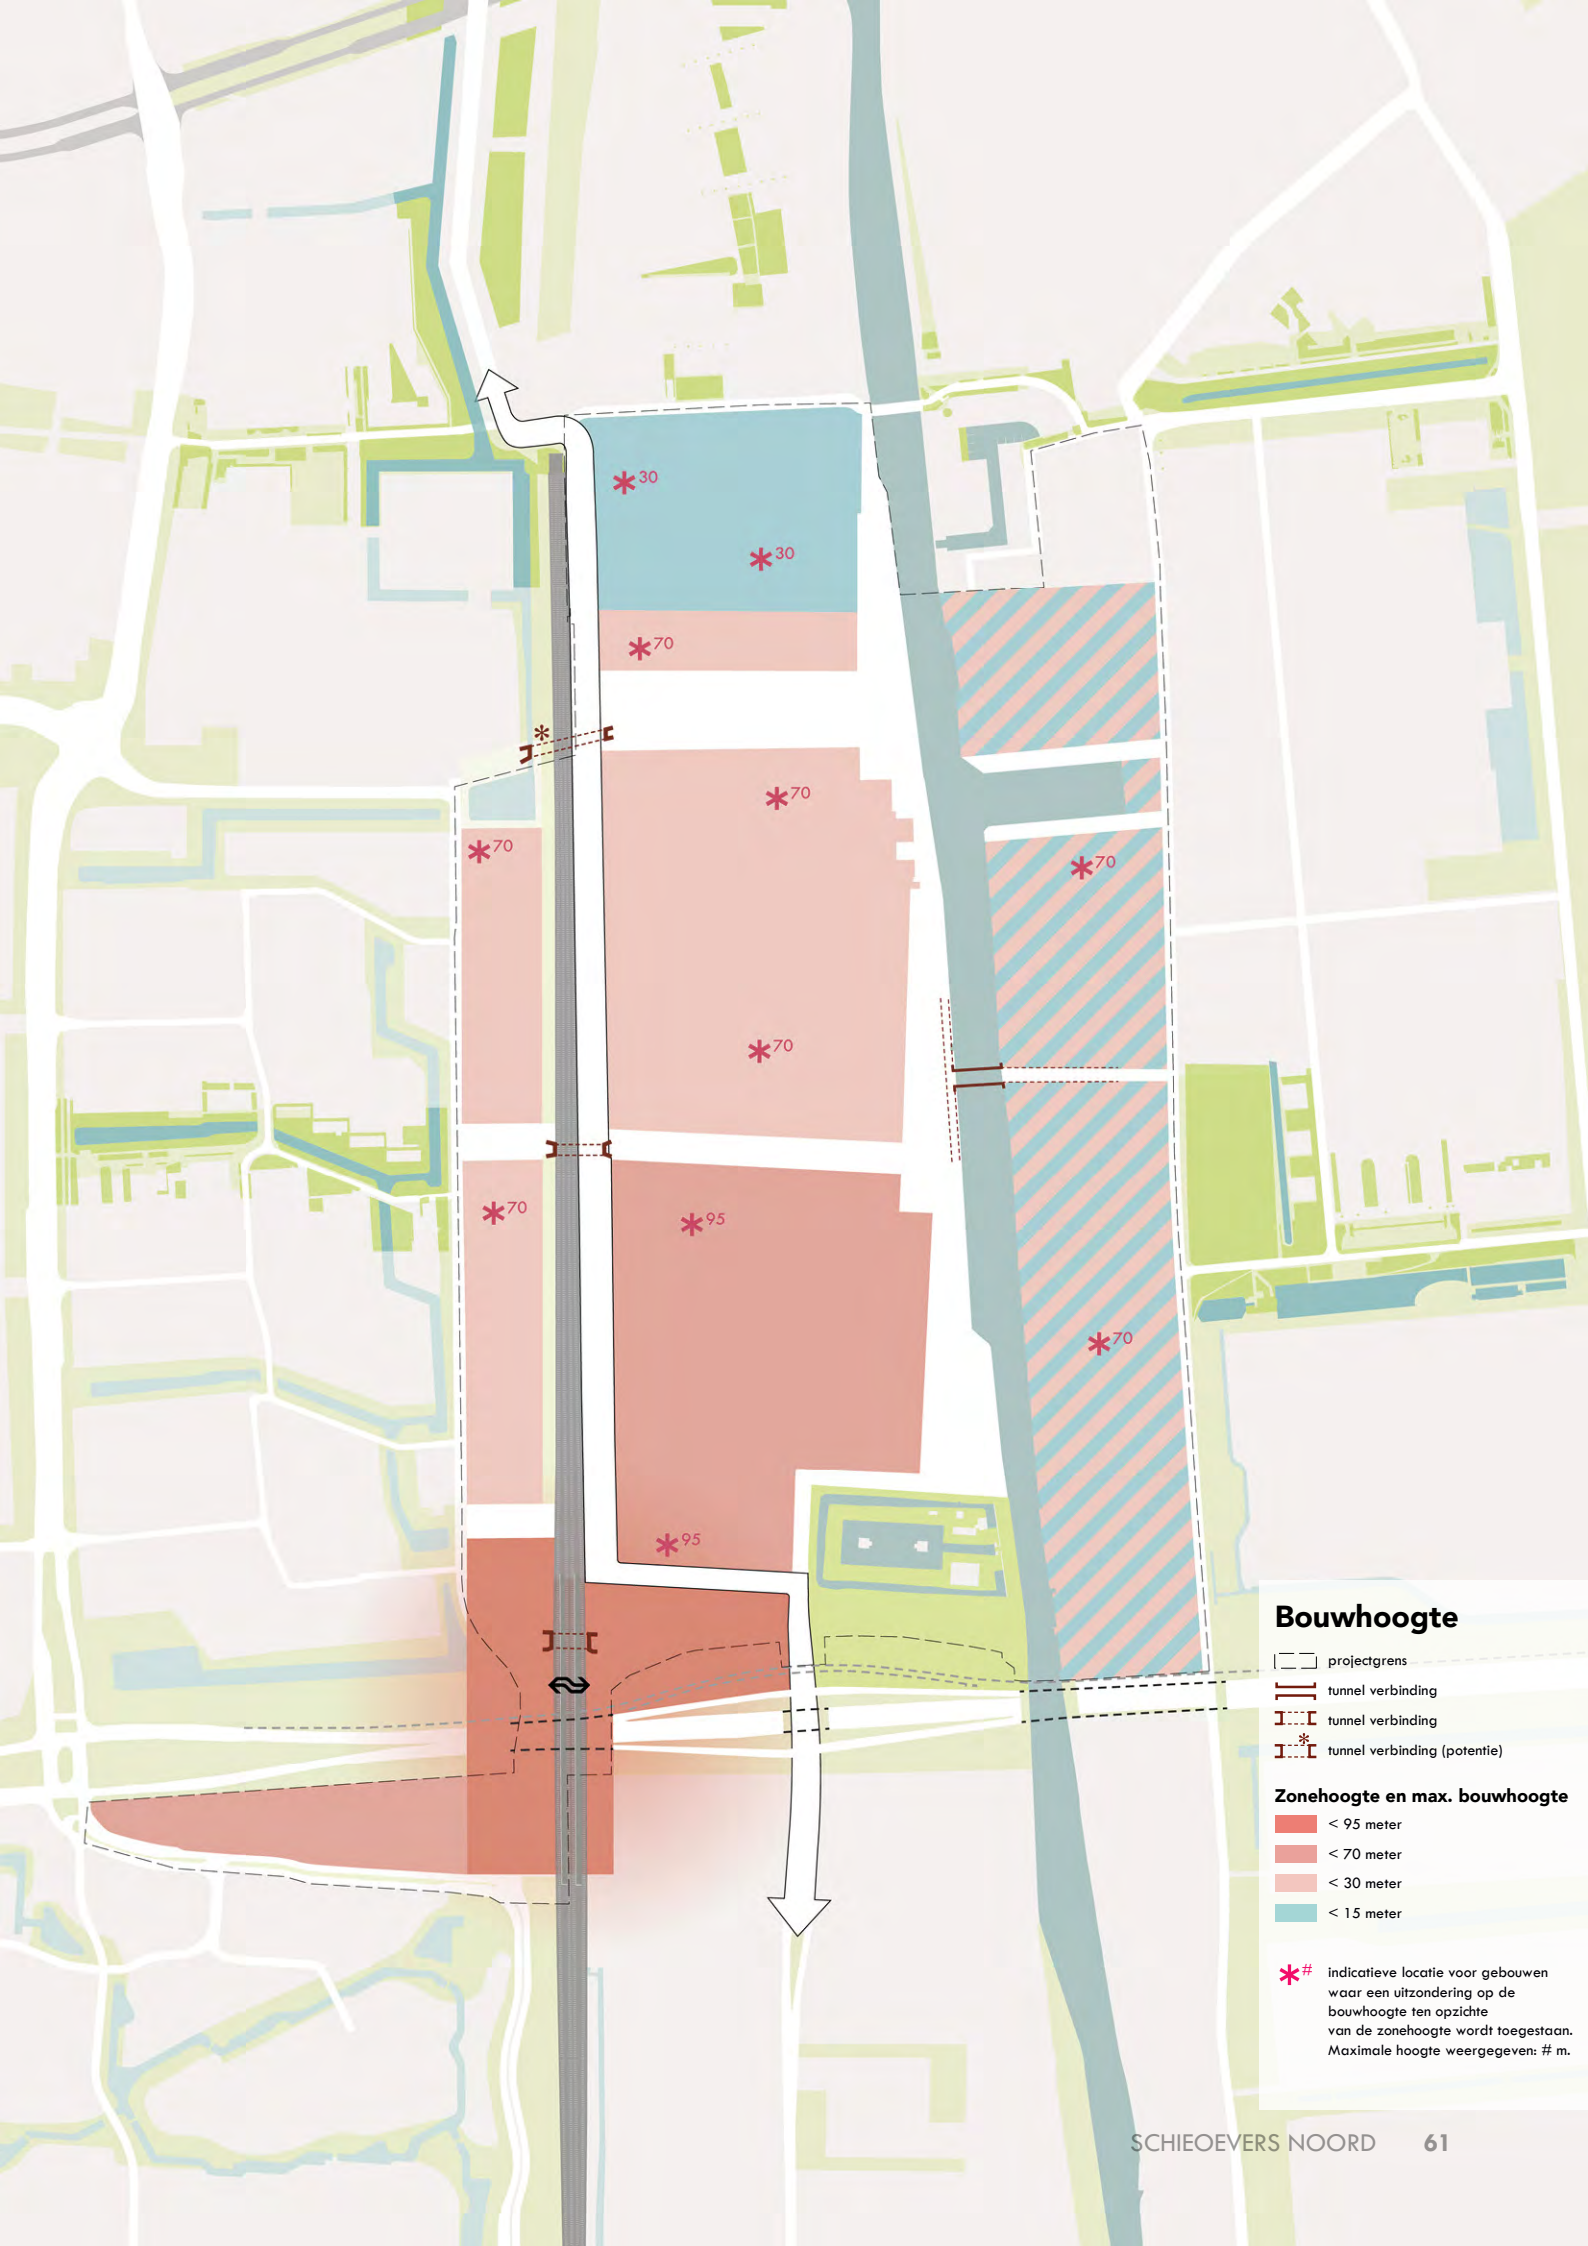 *30
*30
*70
*
*70
*70
*70
*70
*70
*95
*70
*95
Bouwhoogte
projectgrens
tunnel verbinding
tunnel verbinding
* tunnel verbinding (potentie)
Zonehoogte en max. bouwhoogte
< 95 meter
< 70 meter
< 30 meter
< 15 meter
*# indicatieve locatie voor gebouwen
waar een uitzondering op de
bouwhoogte ten opzichte
van de zonehoogte wordt toegestaan.
Maximale hoogte weergegeven: # m.
SCHIEOEVERS NOORD 61